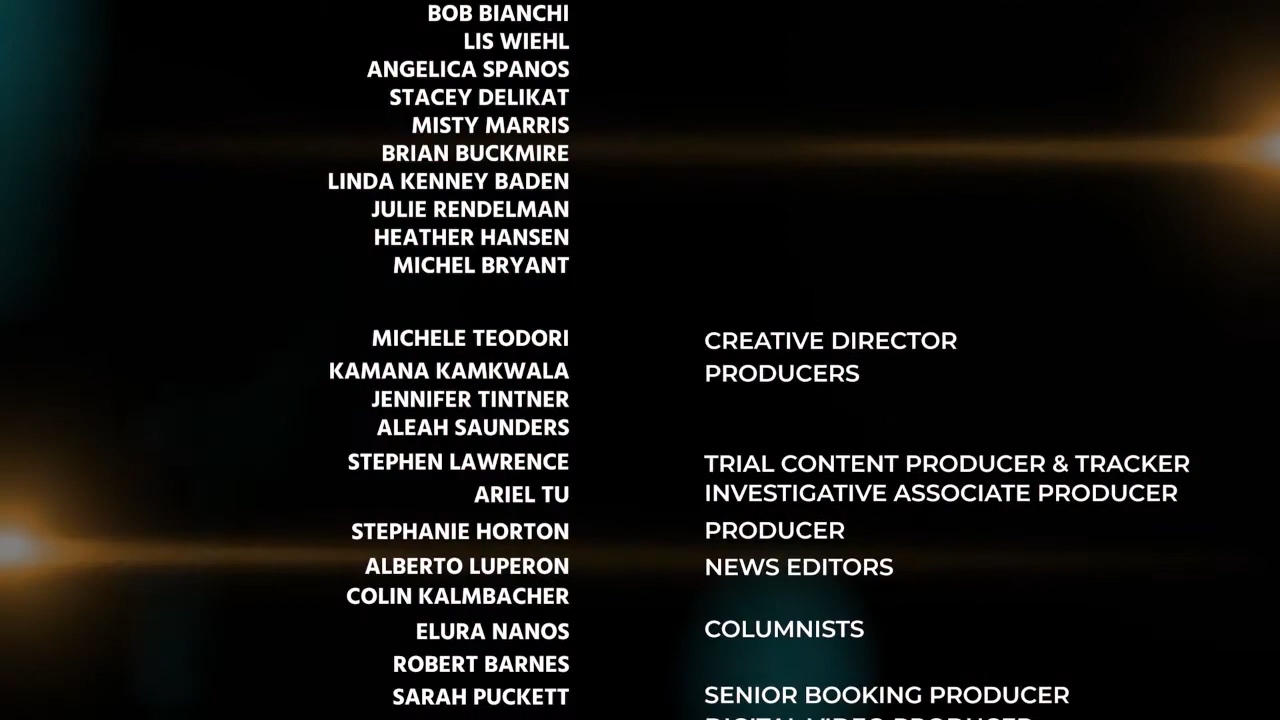 BOB BIANCHI
LIS WIEHL
ANGELICA SPANOS
STACEY DELIKAT
MISTY MARRIS
BRIAN BUCKMIRE
LINDA KENNEY BADEN
JULIE RENDELMAN
HEATHER HANSEN
MICHEL BRYANT
MICHELE TEODORI CREATIVE DIRECTOR
KAMANA KAMKWALA PRODUCERS
JENNIFER TINTNER
ALEAH SAUNDERS
STEPHEN LAWRENCE TRIAL CONTENT PRODUCER & TRACKER
ARIEL TU INVESTIGATIVE ASSOCIATE PRODUCER
STEPHANIE HORTON PRODUCER
ALBERTO LUPERON NEWS EDITORS
COLIN KALMBACHER
ELURA NANOS COLUMNISTS
ROBERT BARNES
SARAH PUCKETT SENIOR BOOKING PRODUCER